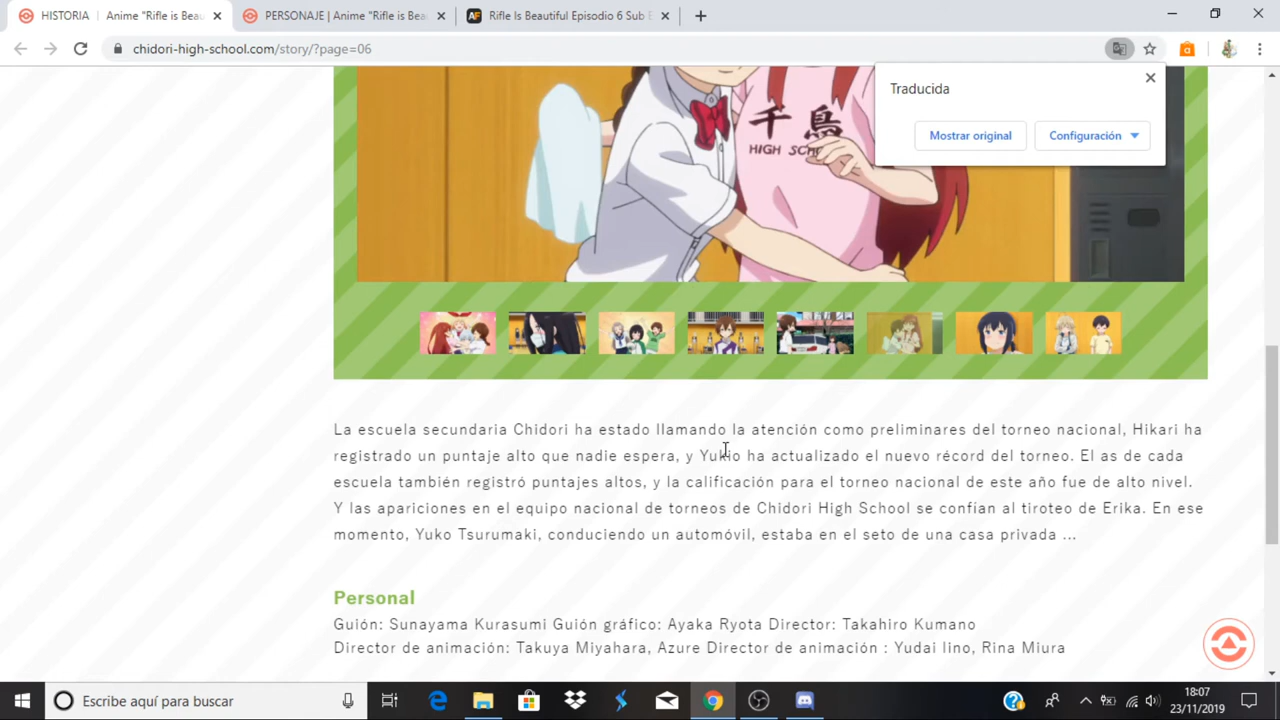 HISTORIA | Anime "Rifle is Bea
PERSONAJE | Anime "Rifle is Bea
Rifle Is Beautiful Episodio 6 Sub E
chidori-high-school.com/story/?page=06
Traducida
Mostrar original
Configuración
千鳥
HIGH SCHO
La escuela secundaria Chidori ha estado llamando la atención como preliminares del torneo nacional, Hikari ha
registrado un puntaje alto que nadie espera, y Yukio ha actualizado el nuevo récord del torneo. El as de cada
escuela también registró puntajes altos, y la calificación para el torneo nacional de este año fue de alto nivel.
Y las apariciones en el equipo nacional de torneos de Chidori High School se confían al tiroteo de Erika. En ese
momento, Yuko Tsurumaki, conduciendo un automóvil, estaba en el seto de una casa privada ...
Personal
Guión: Sunayama Kurasumi Guión gráfico: Ayaka Ryota Director: Takahiro Kumano
Director de animación: Takuya Miyahara, Azure Director de animación : Yudai Iino, Rina Miura
Escribe aquí para buscar
18:07
23/11/2019